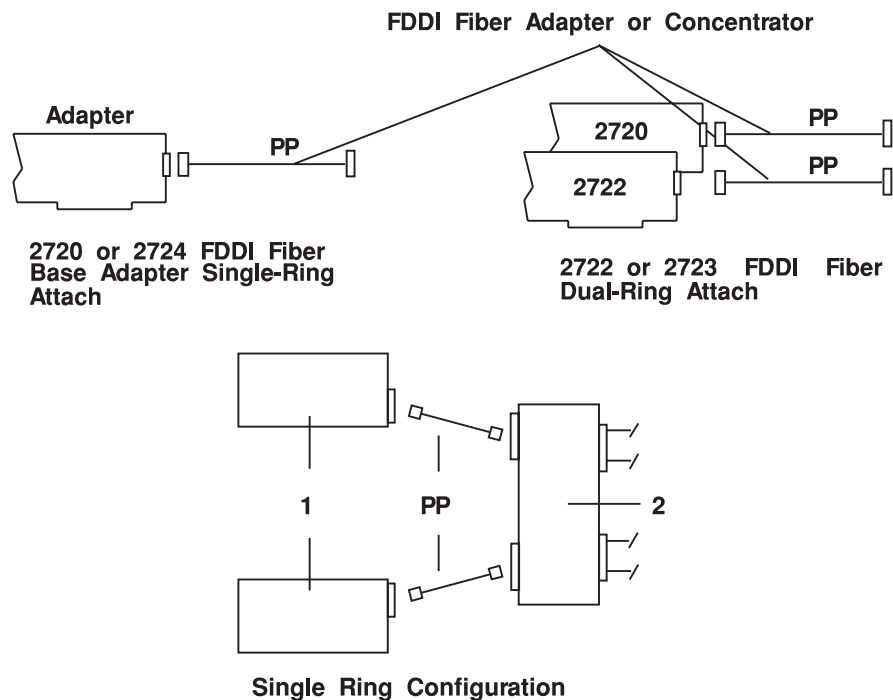 FDDI Fiber Adapter or Concentrator
Adapter
PP
2720
PP
PP
2722
2720 or 2724 FDDI Fiber
Base Adapter Single-Ring
Attach
2722 or 2723 FDDI Fiber
Dual-Ring Attach
1
PP
2
Single Ring Configuration